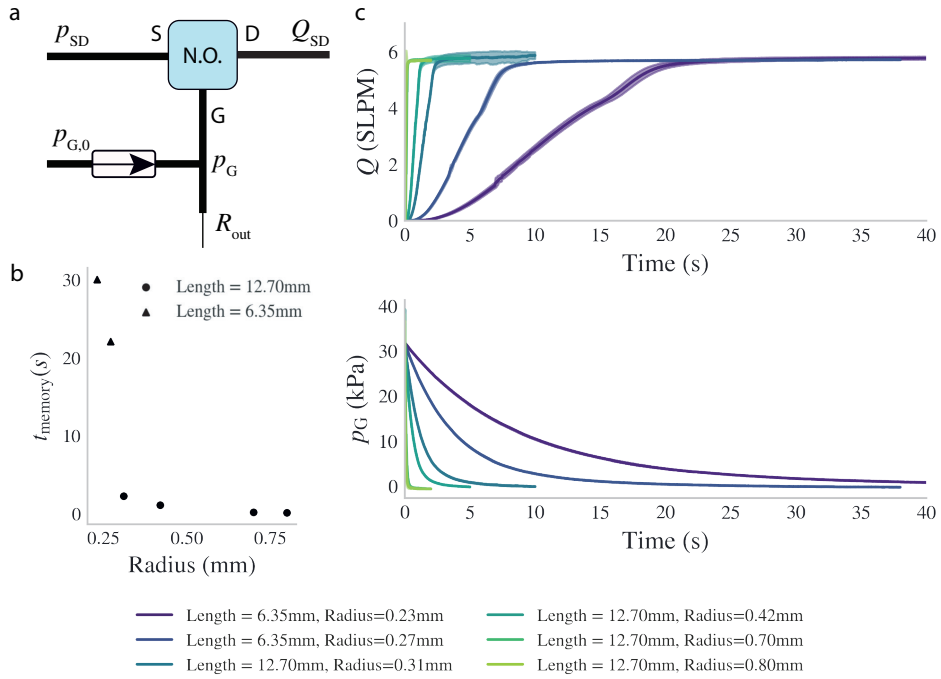 a
p_SD
S
N.O.
D
Q_SD
G
p_G,0
p_G
R_out
b
t_memory(s)
30
20
10
0
0.25
0.50
0.75
Radius (mm)
Length = 12.70mm
Length = 6.35mm
c
Q (SLPM)
6
4
2
0
0 5 10 15 20 25 30 35 40
Time (s)
p_G (kPa)
40
30
20
10
0
0 5 10 15 20 25 30 35 40
Time (s)
Length = 6.35mm, Radius=0.23mm
Length = 6.35mm, Radius=0.27mm
Length = 12.70mm, Radius=0.31mm
Length = 12.70mm, Radius=0.42mm
Length = 12.70mm, Radius=0.70mm
Length = 12.70mm, Radius=0.80mm